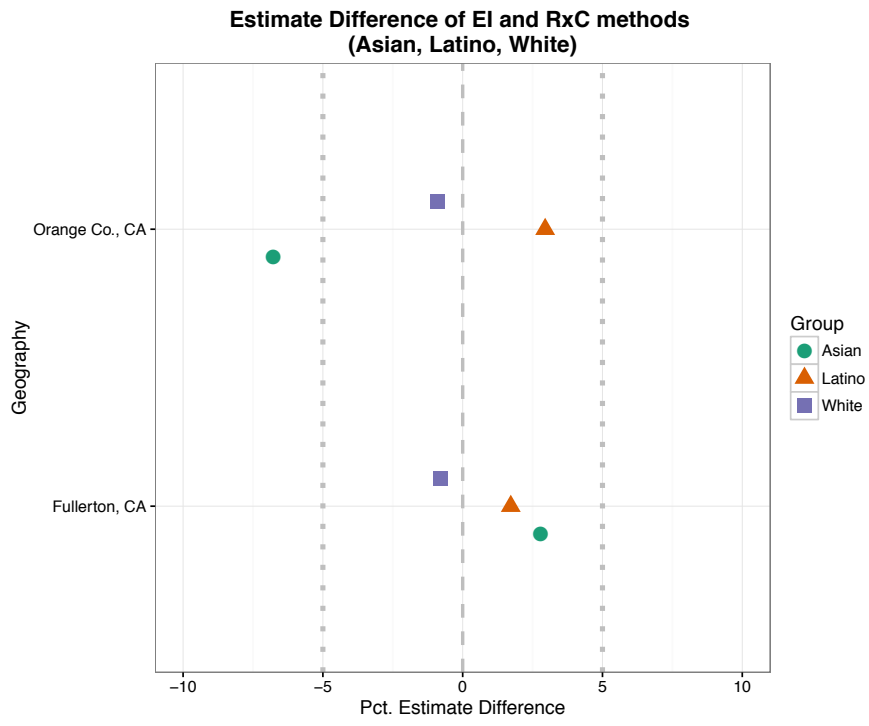 Estimate Difference of EI and RxC methods
(Asian, Latino, White)
Orange Co., CA
Fullerton, CA
Geography
−10
−5
0
5
10
Pct. Estimate Difference
Group
Asian
Latino
White